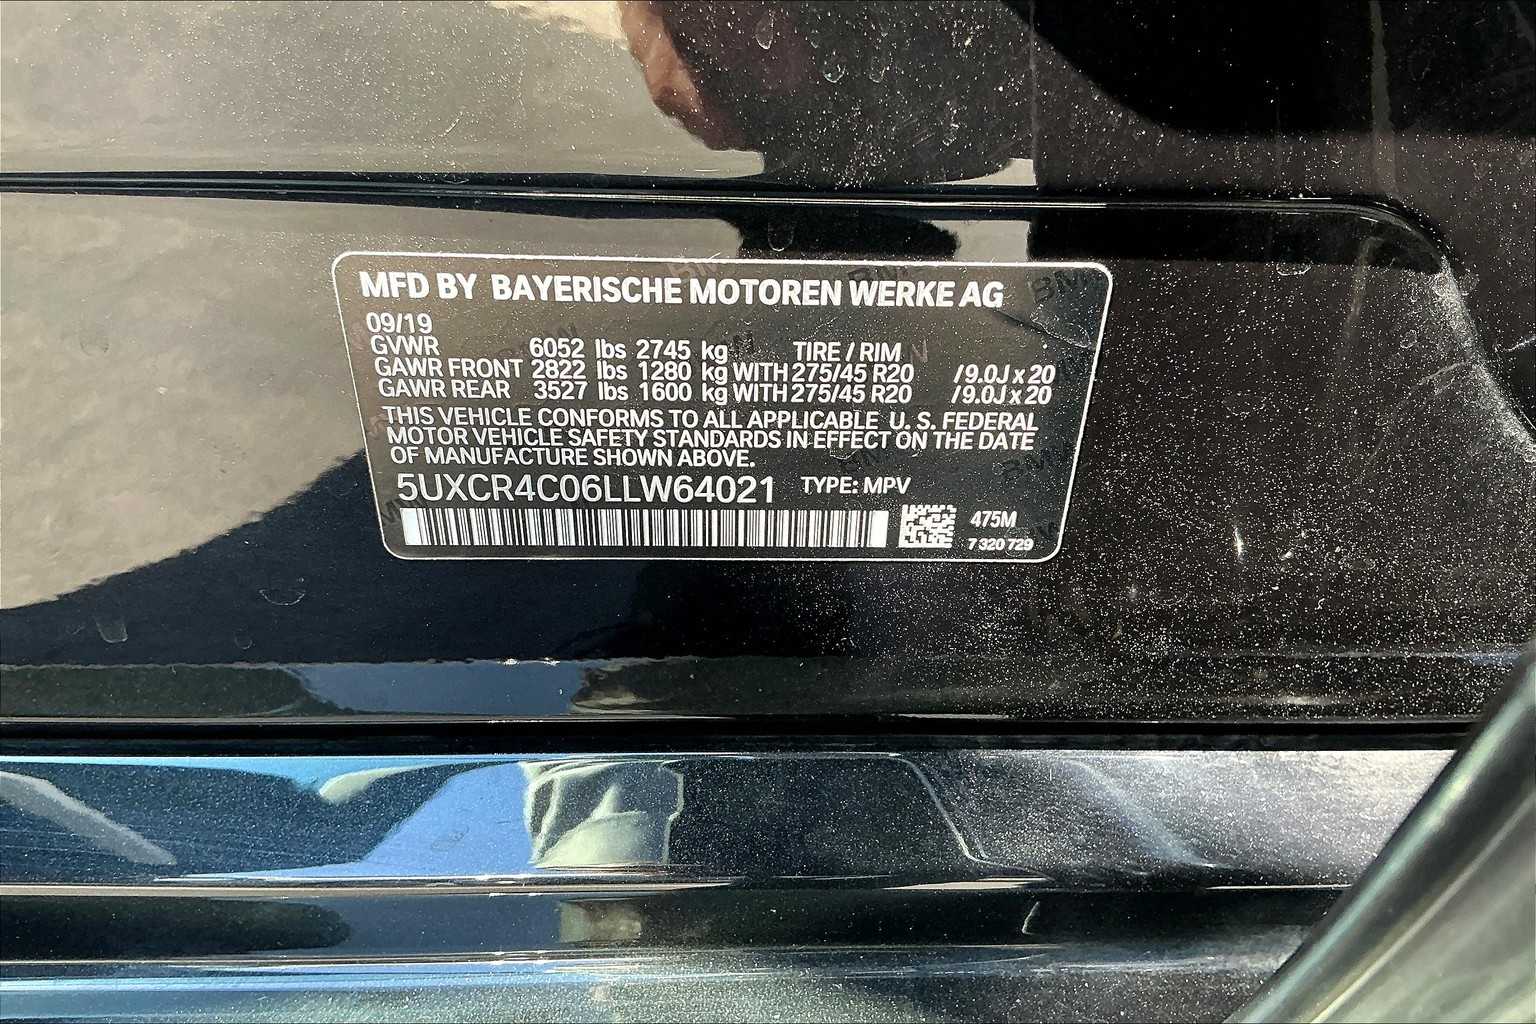 MFD BY BAYERISCHE MOTOREN WERKE AG
09/19
GVWR 6052 lbs 2745 kg TIRE / RIM
GAWR FRONT 2822 lbs 1280 kg WITH 275/45 R20 / 9.0J x 20
GAWR REAR 3527 lbs 1600 kg WITH 275/45 R20 / 9.0J x 20
THIS VEHICLE CONFORMS TO ALL APPLICABLE U. S. FEDERAL
MOTOR VEHICLE SAFETY STANDARDS IN EFFECT ON THE DATE
OF MANUFACTURE SHOWN ABOVE.
5UXCR4C06LLW64021 TYPE: MPV
475M
7 320 729